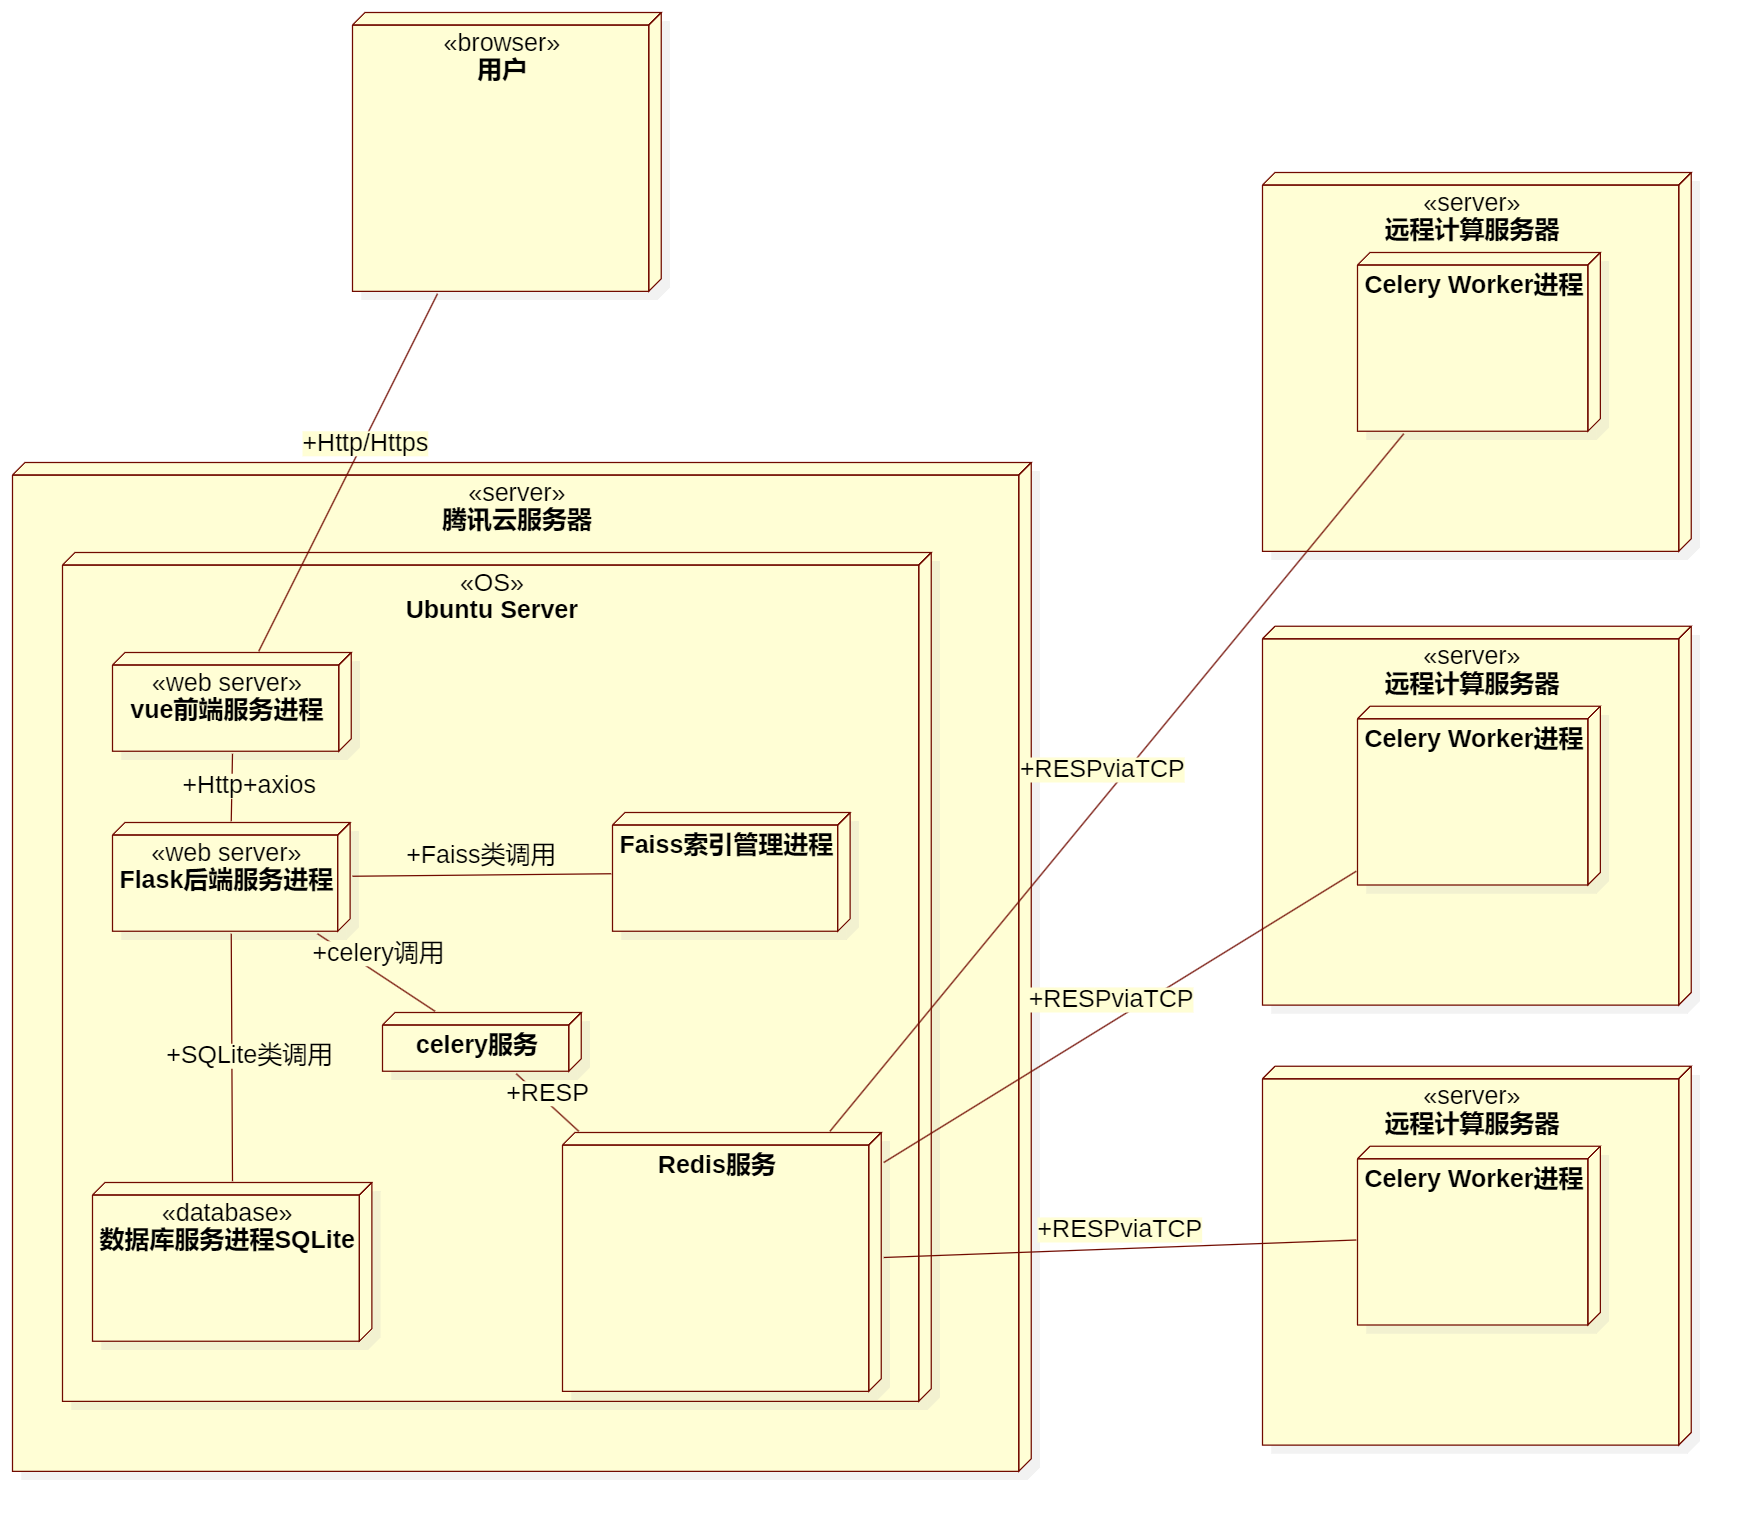 «browser»
用户
+Http/Https
«server»
腾讯云服务器
«OS»
Ubuntu Server
«web server»
vue前端服务进程
+Http+axios
«web server»
Flask后端服务进程
+Faiss类调用
Faiss索引管理进程
+celery调用
celery服务
+SQLite类调用
+RESP
Redis服务
«database»
数据库服务进程SQLite
«server»
远程计算服务器
Celery Worker进程
+RESPviaTCP
«server»
远程计算服务器
Celery Worker进程
+RESPviaTCP
«server»
远程计算服务器
Celery Worker进程
+RESPviaTCP